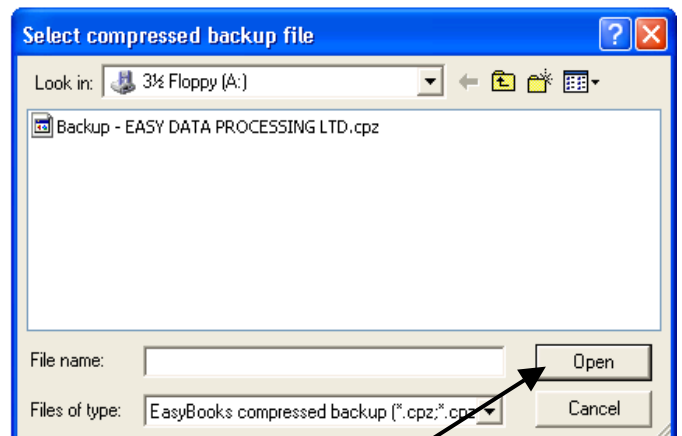 Select compressed backup file
Look in: 3½ Floppy (A:)
Backup - EASY DATA PROCESSING LTD.cpz
File name: Open
Files of type: EasyBooks compressed backup (*.cpz;*.cpz Cancel